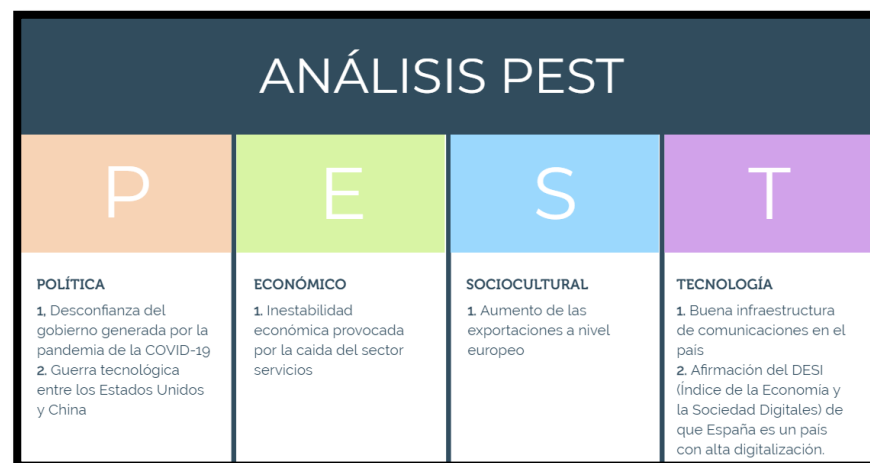 ANÁLISIS PEST
P
E
S
T
POLÍTICA
1, Desconfianza del
gobierno generada por la
pandemia de la COVID-19
2. Guerra tecnológica
entre los Estados Unidos
y China
ECONÓMICO
1. Inestabilidad
económica provocada
por la caida del sector
servicios
SOCIOCULTURAL
1. Aumento de las
exportaciones a nivel
europeo
TECNOLOGÍA
1. Buena infraestructura
de comunicaciones en el
país
2. Afirmación del DESI
(Índice de la Economía y
la Sociedad Digitales) de
que España es un país
con alta digitalización.